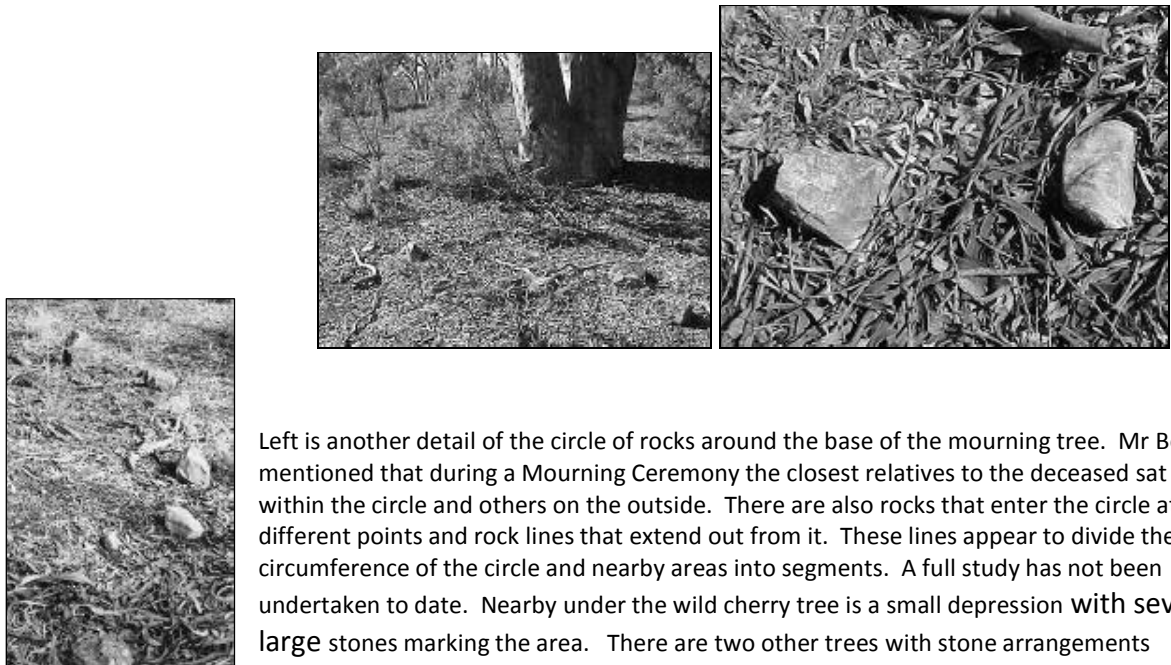 Left is another detail of the circle of rocks around the base of the mourning tree. Mr
mentioned that during a Mourning Ceremony the closest relatives to the deceased sat
within the circle and others on the outside. There are also rocks that enter the circle
different points and rock lines that extend out from it. These lines appear to divide the
circumference of the circle and nearby areas into segments. A full study has not been
undertaken to date. Nearby under the wild cherry tree is a small depression with
large stones marking the area. There are two other trees with stone arrangements